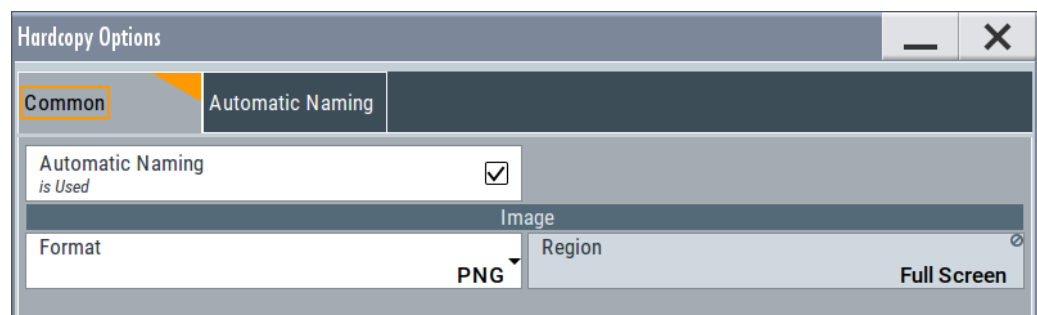 Hardcopy Options
Common
Automatic Naming
Automatic Naming
is Used
Image
Format
PNG
Region
Full Screen